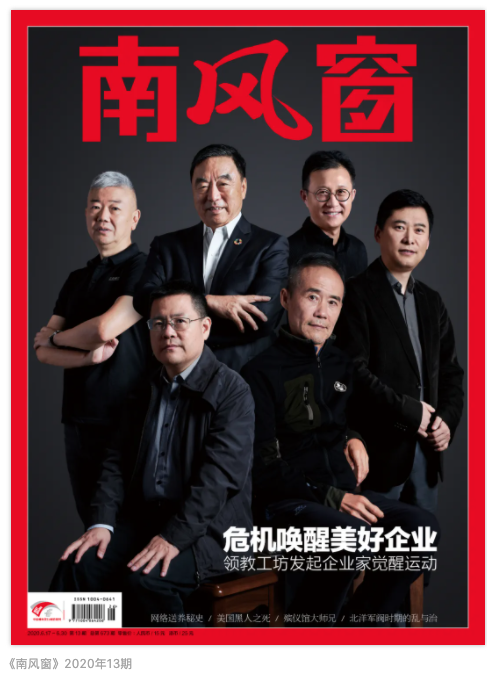 南风窗
危机唤醒美好企业
领教工坊发起企业家觉醒运动
网络送养秘史 / 美国黑人之死 / 殡仪馆大师兄 / 北洋军阀时期的乱与治
ISSN 1004-0641
《南风窗》2020年13期